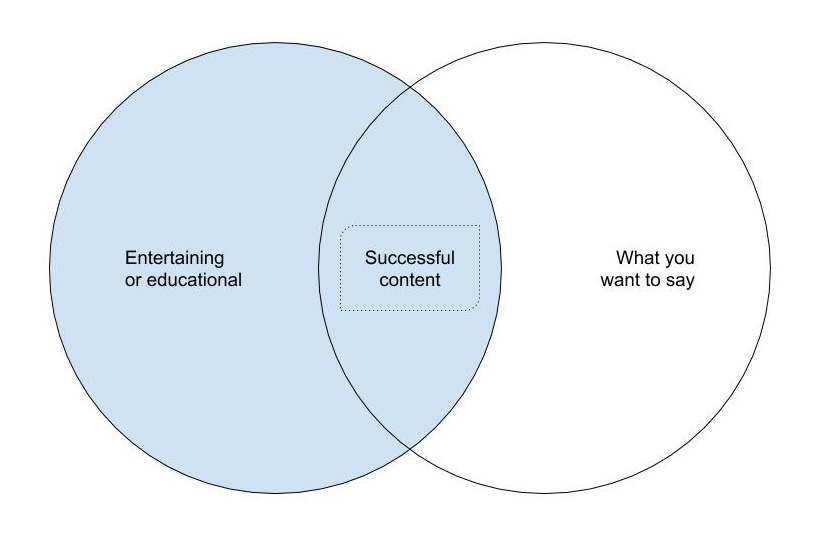 Entertaining
or educational
Successful
content
What you
want to say